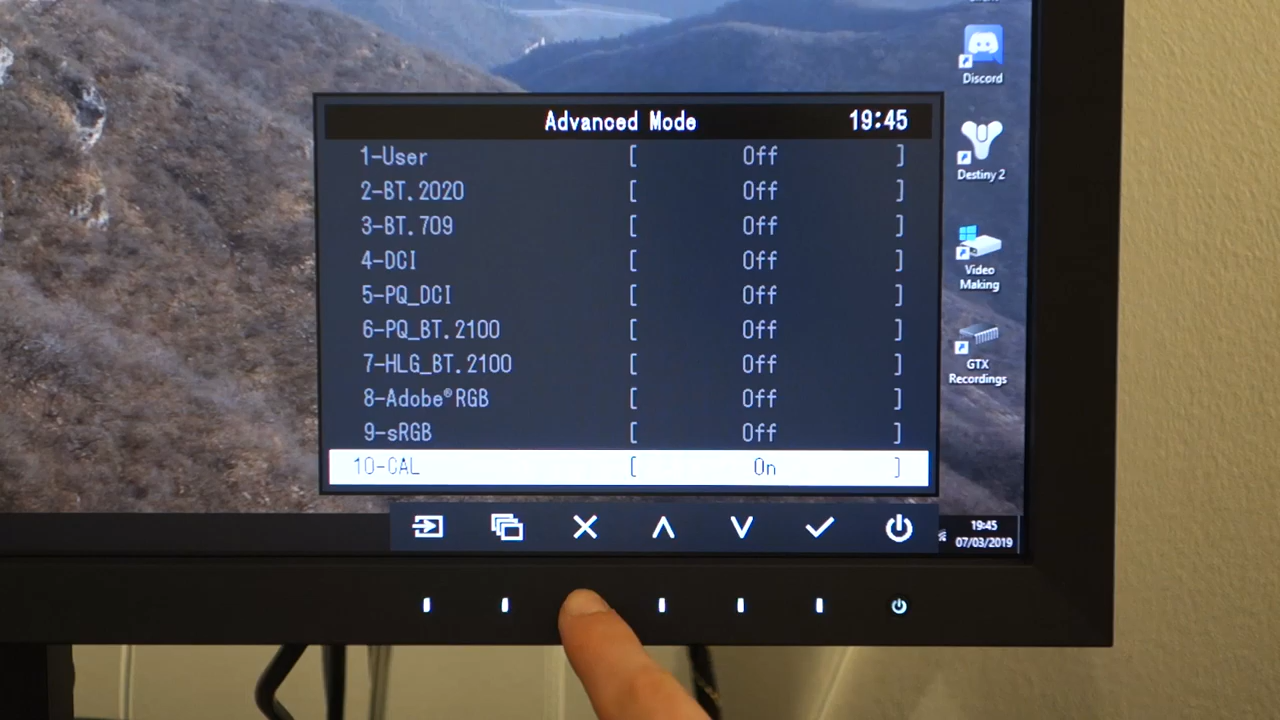 Discord
Advanced Mode 19:45
1-User [ Off ]
2-BT.2020 [ Off ]
3-BT.709 [ Off ]
4-DCI [ Off ]
5-PQ_DCI [ Off ]
6-PQ_BT.2100 [ Off ]
7-HLG_BT.2100 [ Off ]
8-Adobe®RGB [ Off ]
9-sRGB [ Off ]
10-CAL [ On ]
Destiny 2
Video
Making
GTX
Recordings
19:45
07/03/2019